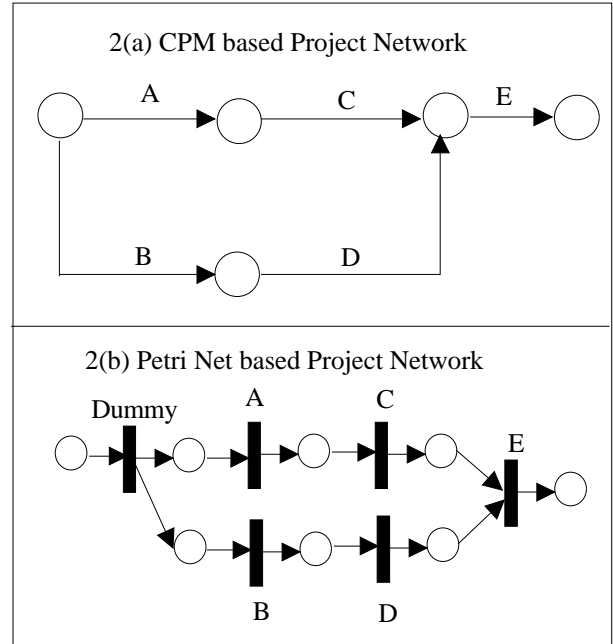 2(a) CPM based Project Network
A C E
B D
2(b) Petri Net based Project Network
Dummy A C E
B D